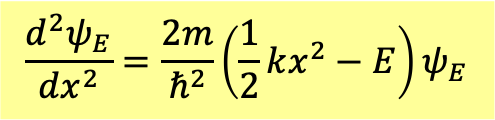 d²ψ_E/dx² = 2m/ħ² (1/2 kx² − E) ψ_E